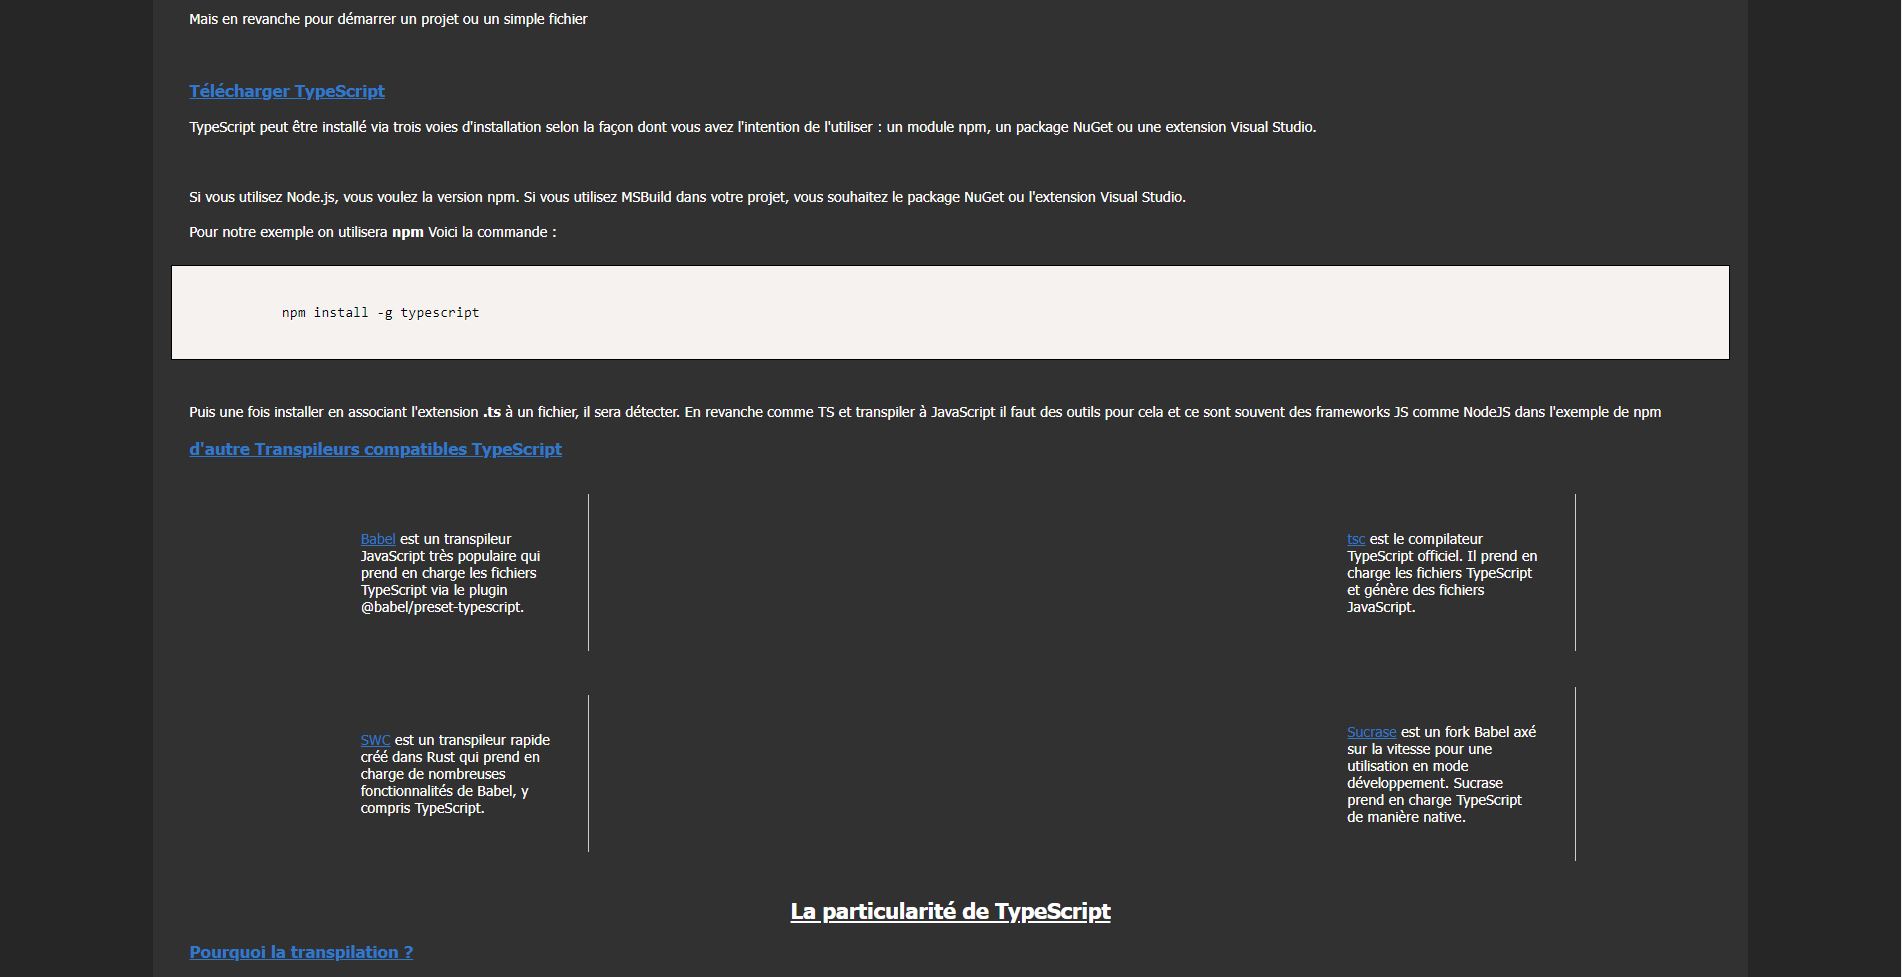 Mais en revanche pour démarrer un projet ou un simple fichier
Télécharger TypeScript
TypeScript peut être installé via trois voies d'installation selon la façon dont vous avez l'intention de l'utiliser : un module npm, un package NuGet ou une extension Visual Studio.
Si vous utilisez Node.js, vous voulez la version npm. Si vous utilisez MSBuild dans votre projet, vous souhaitez le package NuGet ou l'extension Visual Studio.
Pour notre exemple on utilisera npm Voici la commande :
npm install -g typescript
Puis une fois installer en associant l'extension .ts à un fichier, il sera détecter. En revanche comme TS et transpiler à JavaScript il faut des outils pour cela et ce sont souvent des frameworks JS comme NodeJS dans l'exemple de npm
d'autre Transpileurs compatibles TypeScript
Babel est un transpileur
JavaScript très populaire qui
prend en charge les fichiers
TypeScript via le plugin
@babel/preset-typescript.
tsc est le compilateur
TypeScript officiel. Il prend en
charge les fichiers TypeScript
et génère des fichiers
JavaScript.
SWC est un transpileur rapide
créé dans Rust qui prend en
charge de nombreuses
fonctionnalités de Babel, y
compris TypeScript.
Sucrase est un fork Babel axé
sur la vitesse pour une
utilisation en mode
développement. Sucrase
prend en charge TypeScript
de manière native.
La particularité de TypeScript
Pourquoi la transpilation ?